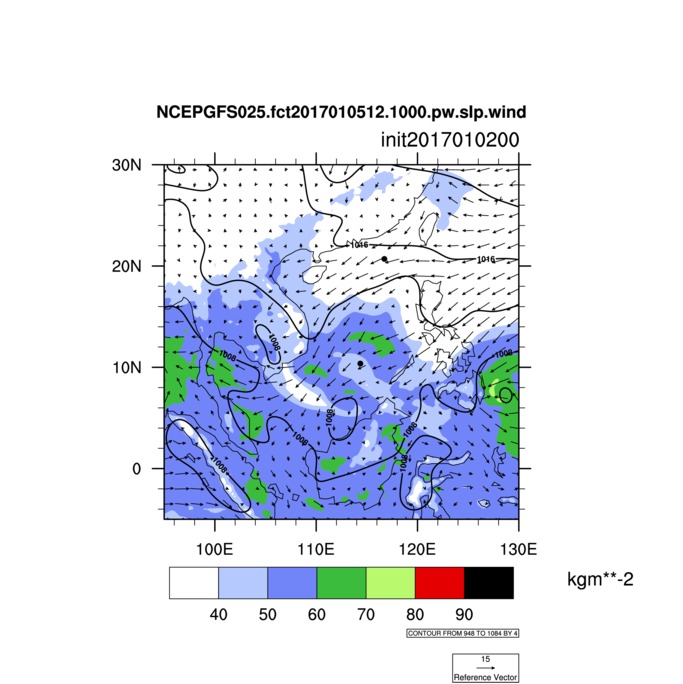 NCEPGFS025.fct2017010512.1000.pw.slp.wind
init2017010200
30N
1016
1016
20N
1008
1008
1008
10N
1008
1008
1008
1008
1008
0
100E
110E
120E
130E
kgm**-2
40
50
60
70
80
90
CONTOUR FROM 948 TO 1084 BY 4
15
Reference Vector